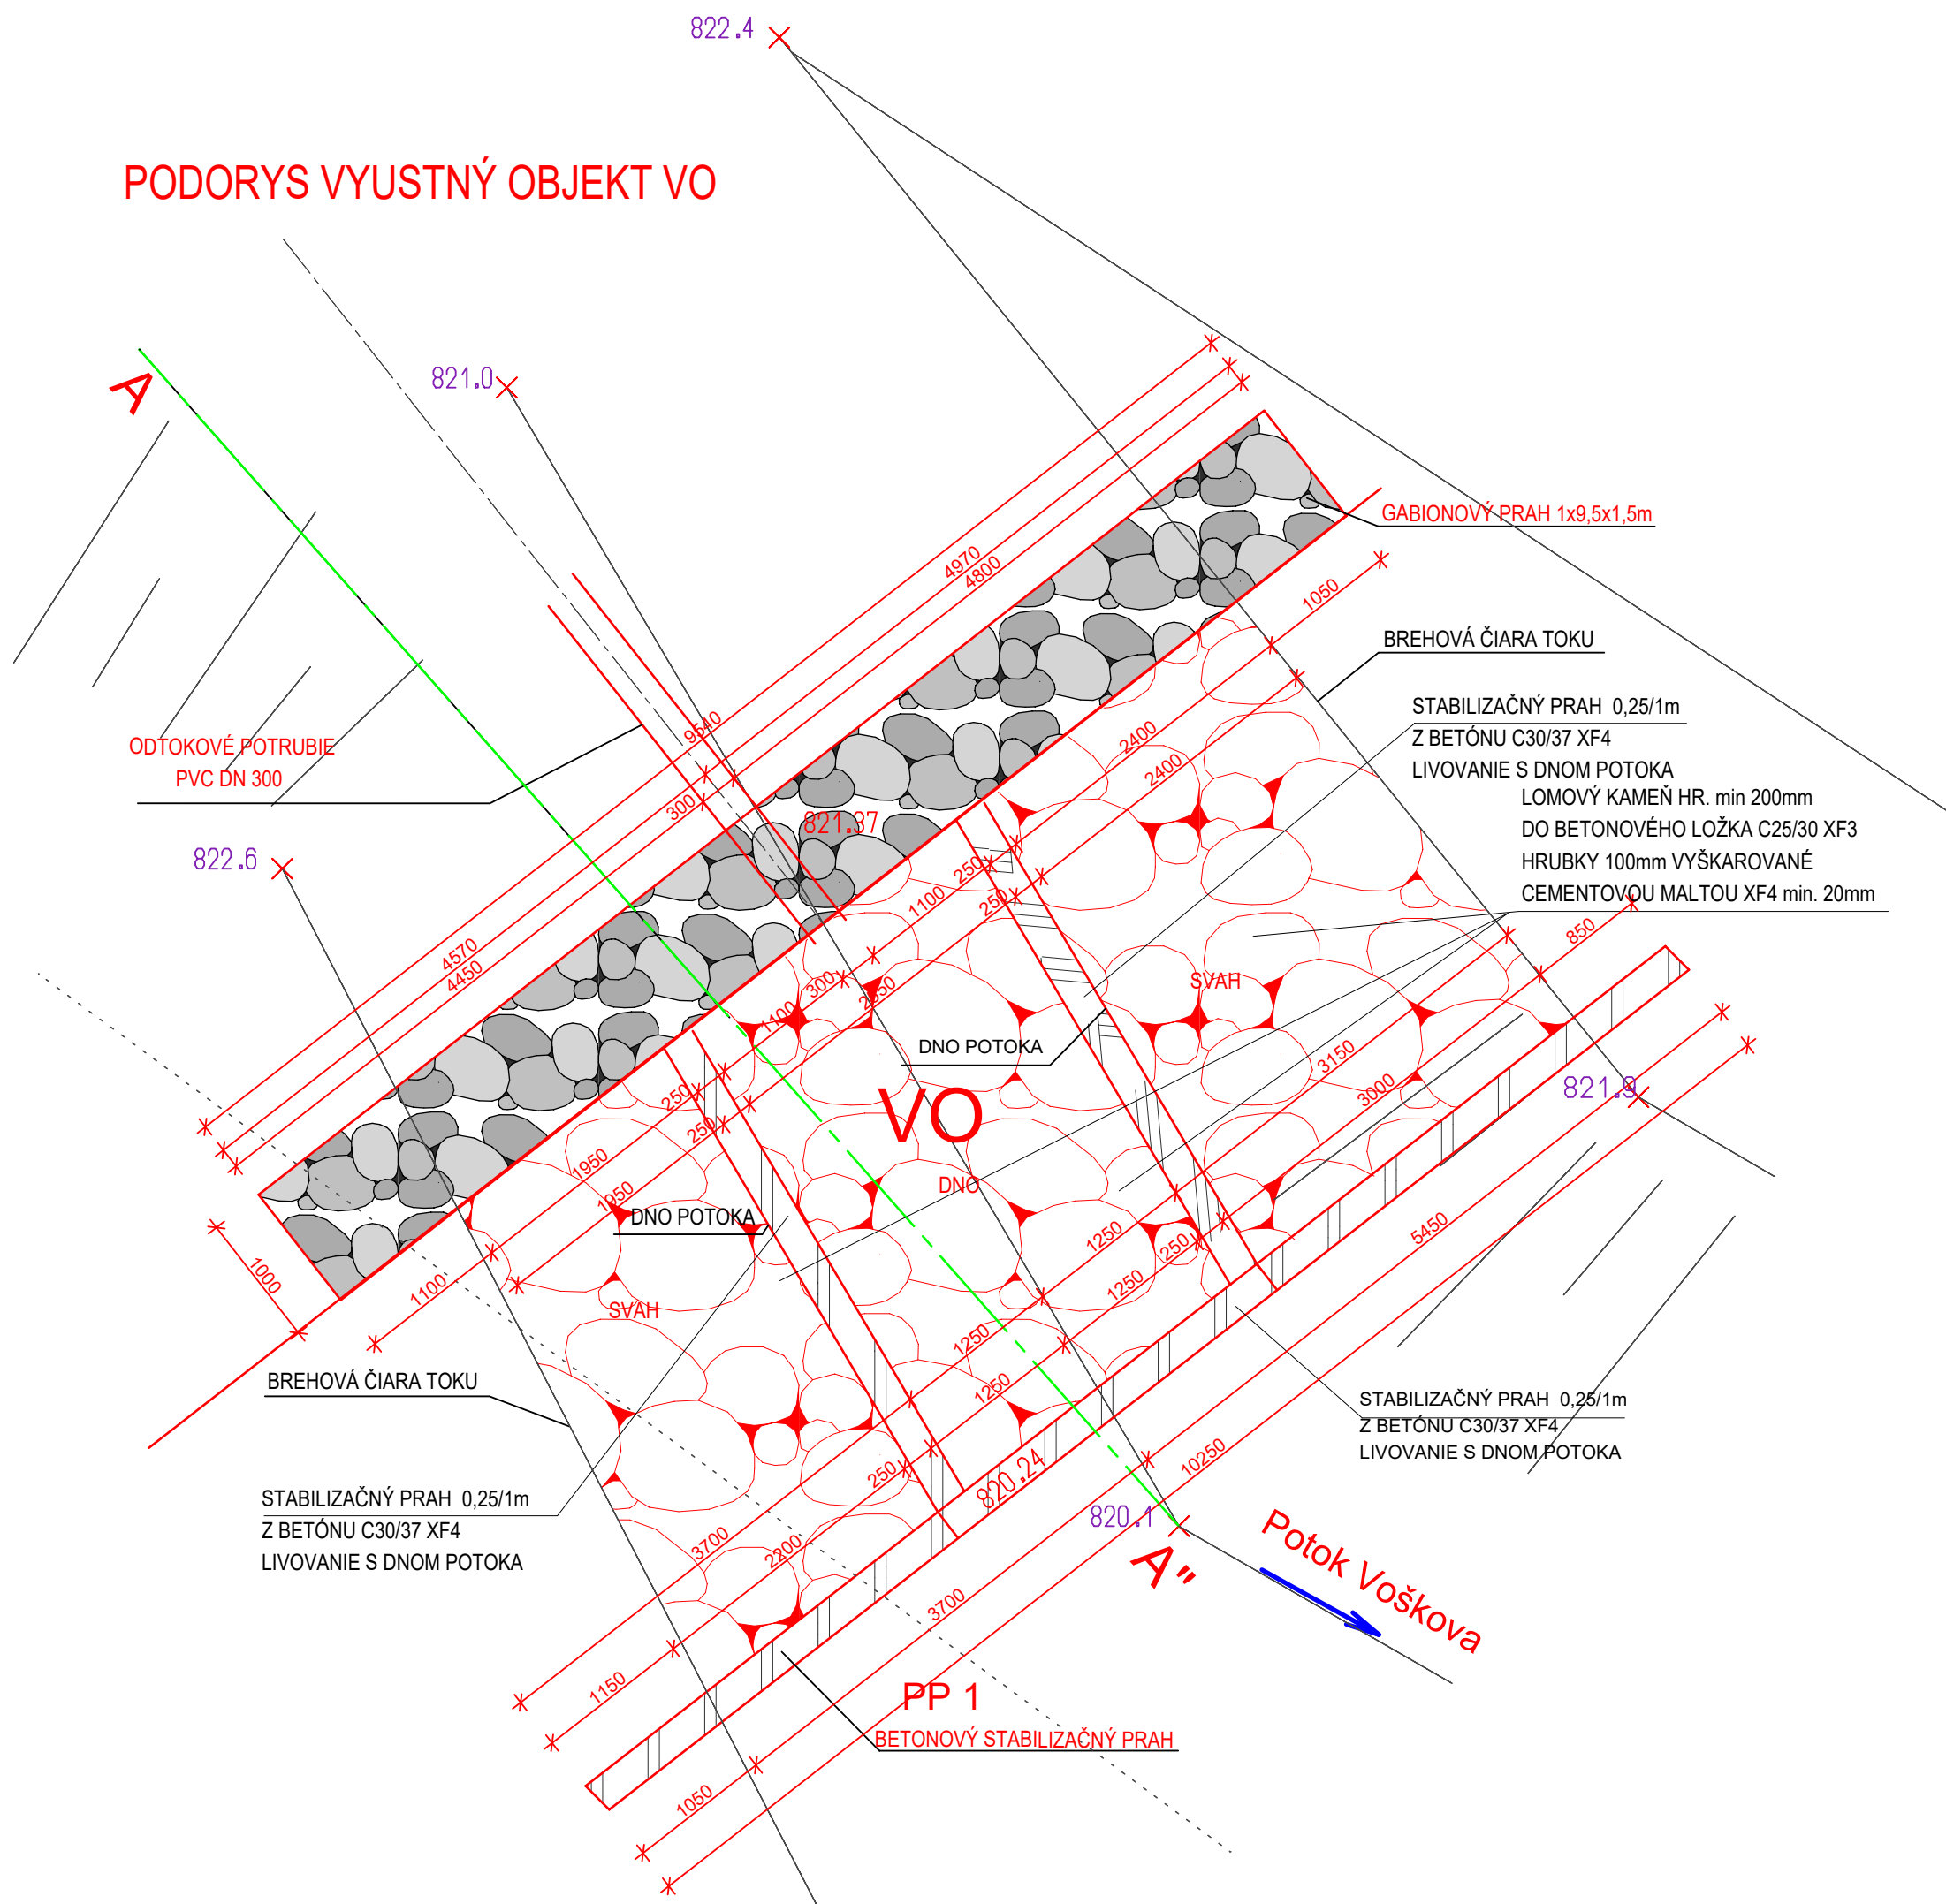 822.4
PODORYS VYUSTNÝ OBJEKT VO
A
821.0
GABIONOVÝ PRAH 1x9,5x1,5m
4970
4800
1050
BREHOVÁ ČIARA TOKU
STABILIZAČNÝ PRAH 0,25/1m
Z BETÓNU C30/37 XF4
LIVOVANIE S DNOM POTOKA
LOMOVÝ KAMEŇ HR. min 200mm
DO BETONOVÉHO LOŽKA C25/30 XF3
HRUBKY 100mm VYŠKAROVANÉ
CEMENTOVOU MALTOU XF4 min. 20mm
ODTOKOVÉ POTRUBIE
PVC DN 300
9540
300
2400
2400
821.37
822.6
250
1100
250
4570
4450
850
SVAH
300
1100
2350
DNO POTOKA
3150
3000
821.9
VO
250
250
1950
1950
DNO
DNO POTOKA
1250
250
1250
5450
1000
1100
SVAH
1250
1250
BREHOVÁ ČIARA TOKU
STABILIZAČNÝ PRAH 0,25/1m
Z BETÓNU C30/37 XF4
LIVOVANIE S DNOM POTOKA
10250
250
820.24
STABILIZAČNÝ PRAH 0,25/1m
Z BETÓNU C30/37 XF4
LIVOVANIE S DNOM POTOKA
820.1
A"
Potok Voškova
3700
2200
3700
1150
PP 1
BETONOVÝ STABILIZAČNÝ PRAH
1050